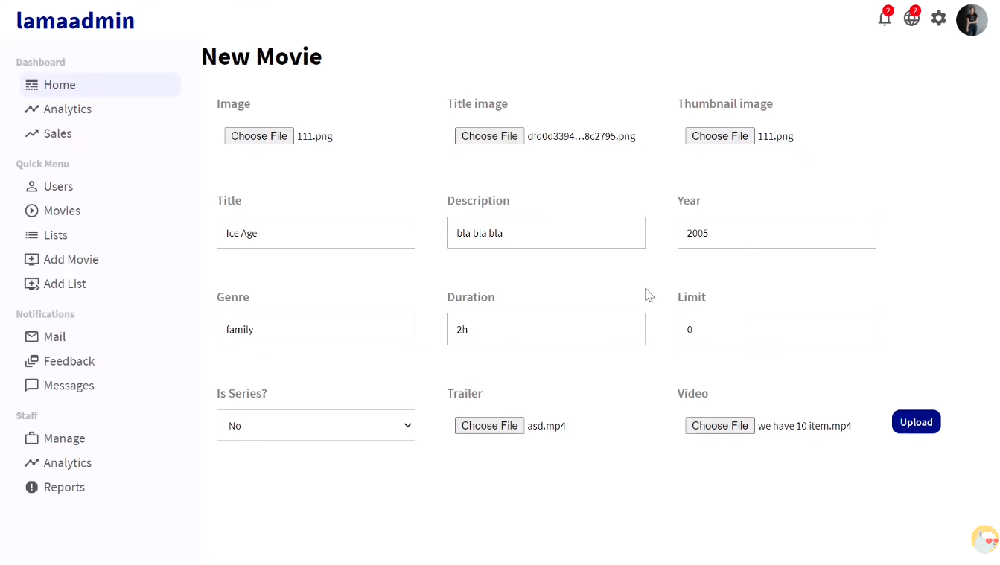 lamaadmin
2
2
Dashboard
Home
Analytics
Sales
Quick Menu
Users
Movies
Lists
Add Movie
Add List
Notifications
Mail
Feedback
Messages
Staff
Manage
Analytics
Reports
New Movie
Image Title image Thumbnail image
Choose File 111.png Choose File dfd0d3394...8c2795.png Choose File 111.png
Title Description Year
Ice Age bla bla bla 2005
Genre Duration Limit
family 2h 0
Is Series? Trailer Video
No Choose File asd.mp4 Choose File we have 10 item.mp4 Upload